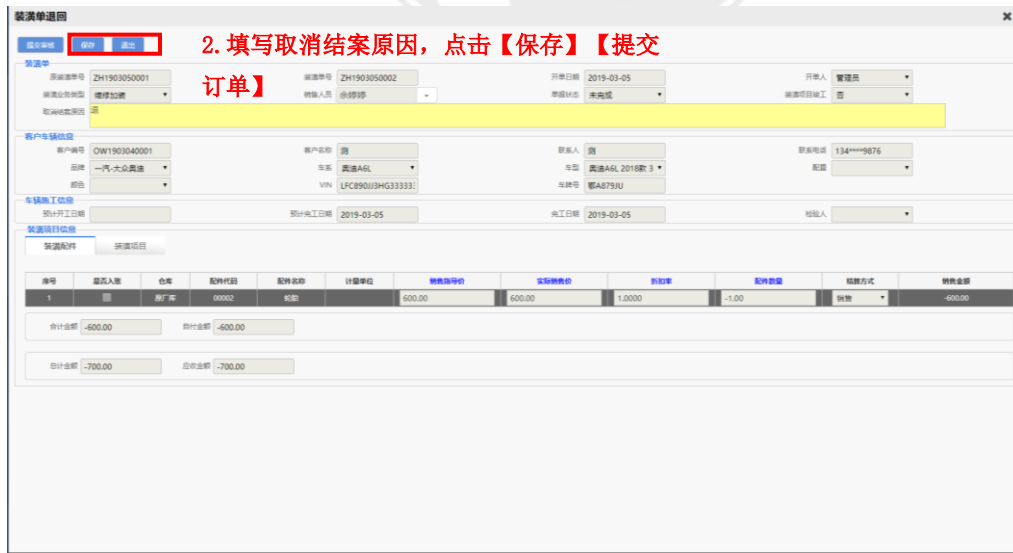 装潢单退回
提交审核 保存 退出
2.填写取消结案原因，点击【保存】【提交
订单】
装潢单
原装潢单号 ZH1903050001 装潢单号 ZH1903050002 开单日期 2019-03-05 开单人 管理员
装潢业务类型 维修加装 销售人员 余婷婷 单据状态 未完成 装潢项目竣工 否
取消结案原因 退
客户车辆信息
客户编号 OW1903040001 客户名称 测 联系人 测 联系电话 134****9876
品牌 一汽-大众奥迪 车系 奥迪A6L 车型 奥迪A6L 2018款 3 配置
颜色 VIN LFC890JJ3HG33333 车牌号 鄂A879JU
车辆施工信息
预计开工日期 预计完工日期 2019-03-05 完工日期 2019-03-05 检验人
装潢项目信息
装潢配件 装潢项目
序号 是否入账 仓库 配件代码 配件名称 计量单位 销售指导价 实际销售价 折扣率 配件数量 结算方式 销售金额
1 原厂库 00002 轮胎 600.00 600.00 1.0000 -1.00 销售 -600.00
合计金额 -600.00 自付金额 -600.00
总计金额 -700.00 应收金额 -700.00